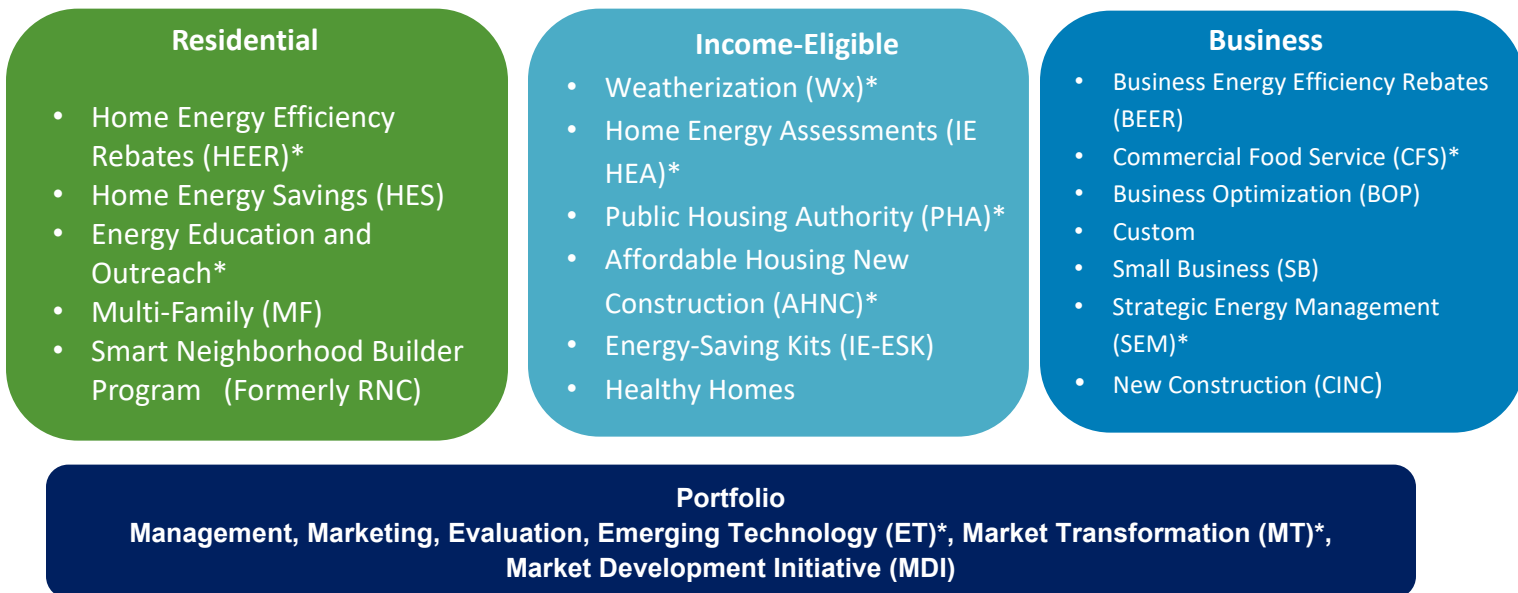 Residential
• Home Energy Efficiency
Rebates (HEER)*
• Home Energy Savings (HES)
• Energy Education and
Outreach*
• Multi-Family (MF)
• Smart Neighborhood Builder
Program (Formerly RNC)
Income-Eligible
• Weatherization (Wx)*
• Home Energy Assessments (IE
HEA)*
• Public Housing Authority (PHA)*
• Affordable Housing New
Construction (AHNC)*
• Energy-Saving Kits (IE-ESK)
• Healthy Homes
Business
• Business Energy Efficiency Rebates
(BEER)
• Commercial Food Service (CFS)*
• Business Optimization (BOP)
• Custom
• Small Business (SB)
• Strategic Energy Management
(SEM)*
• New Construction (CINC)
Portfolio
Management, Marketing, Evaluation, Emerging Technology (ET)*, Market Transformation (MT)*,
Market Development Initiative (MDI)